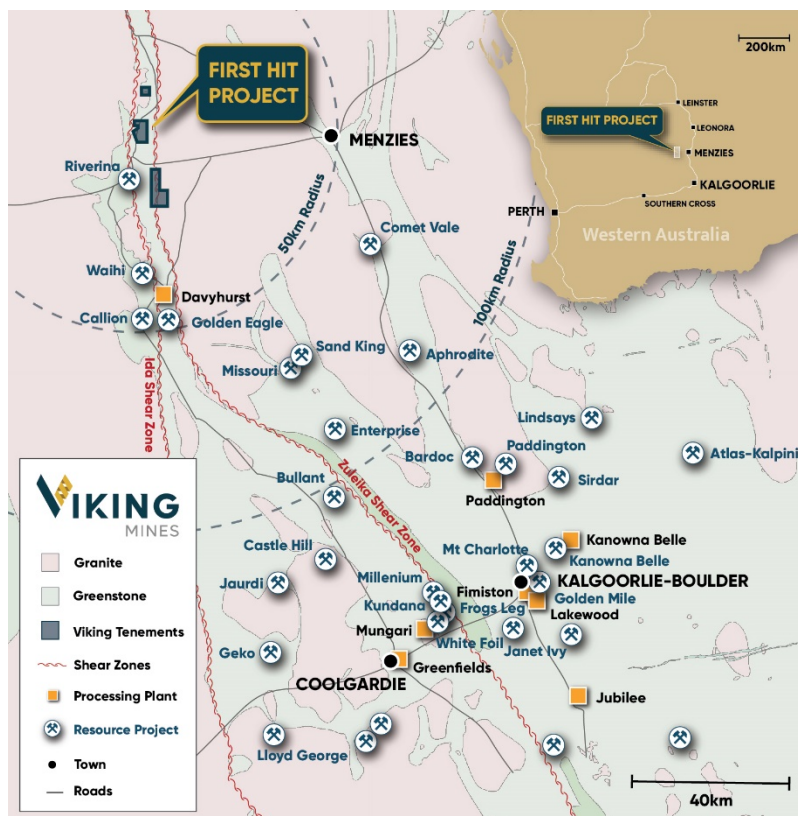 FIRST HIT
PROJECT
200km
LEINSTER
LEONORA
FIRST HIT PROJECT
MENZIES
KALGOORLIE
PERTH
SOUTHERN CROSS
Western Australia
MENZIES
Riverina
50km Radius
Comet Vale
Waihi
Davyhurst
100km Radius
Callion
Golden Eagle
Ida Shear Zone
Sand King
Missouri
Aphrodite
Enterprise
Lindsays
Bardoc
Paddington
Atlas-Kalpini
Sirdar
Paddington
Bullant
Zuleika Shear Zone
Castle Hill
Mt Charlotte
Kanowna Belle
Kanowna Belle
Jaurdi
Millenium
Fimiston
KALGOORLIE-BOULDER
Kundana
Frogs Leg
Golden Mile
Lakewood
Mungari
White Foil
Janet Ivy
Geko
Greenfields
COOLGARDIE
Jubilee
Lloyd George
40km
VIKING
MINES
Granite
Greenstone
Viking Tenements
Shear Zones
Processing Plant
Resource Project
Town
Roads